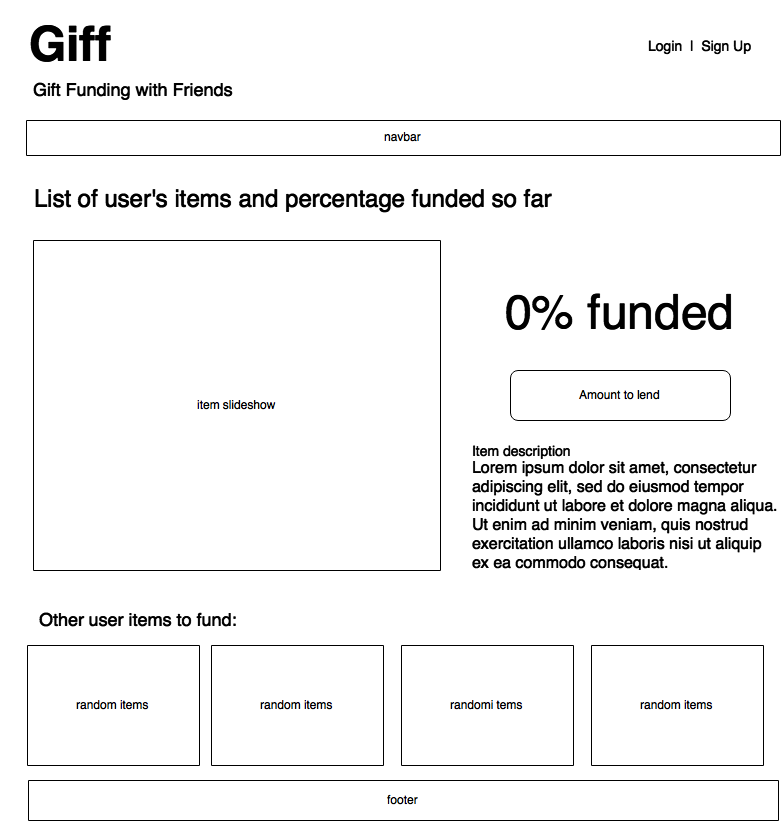 Giff
Login | Sign Up
Gift Funding with Friends
navbar
List of user's items and percentage funded so far
item slideshow
0% funded
Amount to lend
Item description
Lorem ipsum dolor sit amet, consectetur
adipiscing elit, sed do eiusmod tempor
incididunt ut labore et dolore magna aliqua.
Ut enim ad minim veniam, quis nostrud
exercitation ullamco laboris nisi ut aliquip
ex ea commodo consequat.
Other user items to fund:
random items
random items
randomi tems
random items
footer